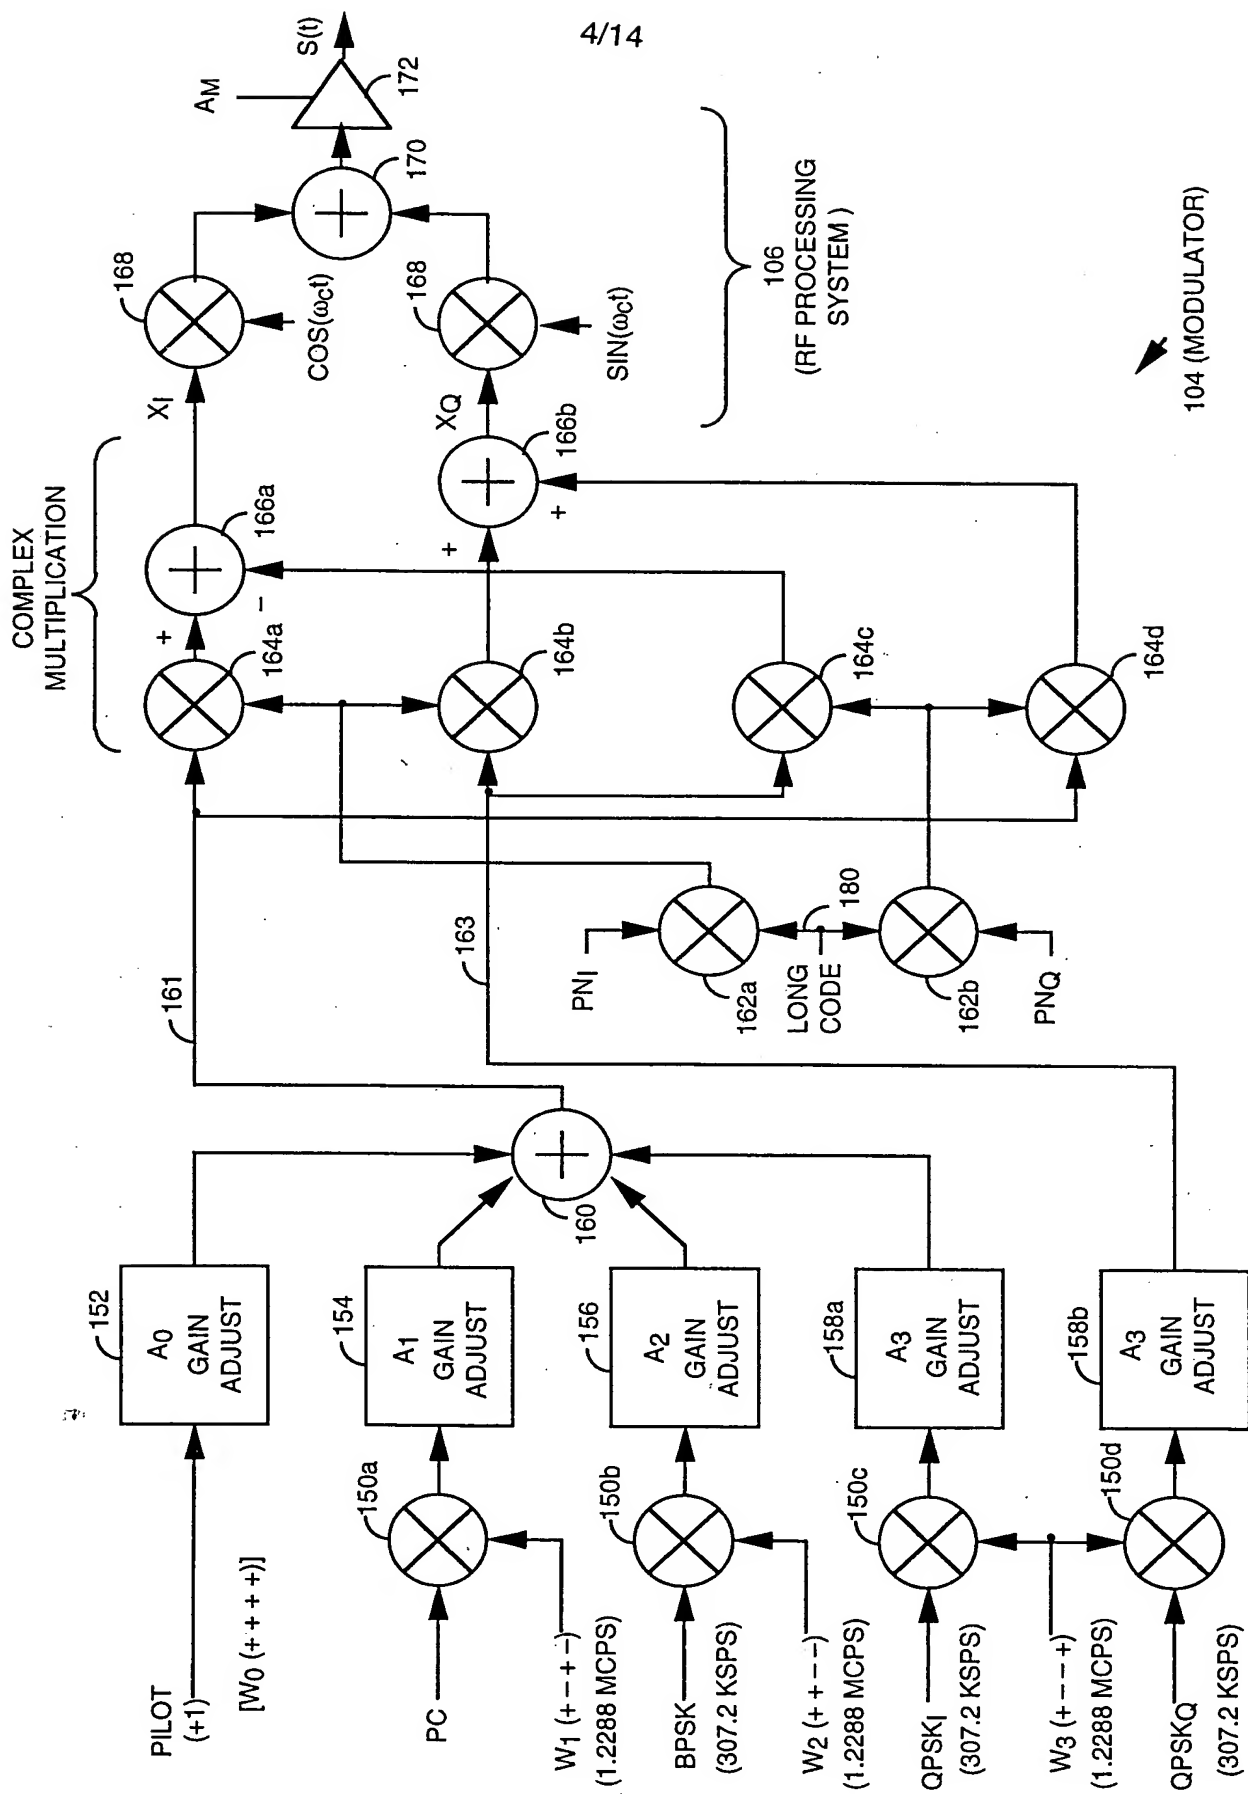 4/14
PILOT
(+1)
[W0 (+ + + +)]
152
A0
GAIN
ADJUST
PC
150a
W1 (+ − + −)
(1.2288 MCPS)
154
A1
GAIN
ADJUST
BPSK
(307.2 KSPS)
150b
W2 (+ + − −)
(1.2288 MCPS)
156
A2
GAIN
ADJUST
QPSKI
(307.2 KSPS)
150c
W3 (+ − − +)
(1.2288 MCPS)
158a
A3
GAIN
ADJUST
QPSKQ
(307.2 KSPS)
150d
158b
A3
GAIN
ADJUST
160
161
163
PNI
162a
LONG
CODE
180
162b
PNQ
COMPLEX
MULTIPLICATION
164a
164b
164c
164d
+
−
166a
+
+
166b
XI
XQ
168
COS(ωct)
168
SIN(ωct)
170
AM
172
S(t)
106
(RF PROCESSING
SYSTEM )
104 (MODULATOR)